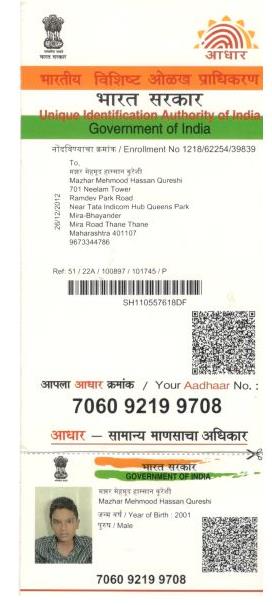 भारत सरकार
आधार
भारतीय विशिष्ट ओळख प्राधिकरण
भारत सरकार
Unique Identification Authority of India
Government of India
नोंदविण्याचा क्रमांक / Enrollment No 1218/62254/39839
To,
मझर मेहमुद हास्सान कुरेशी
Mazhar Mehmood Hassan Qureshi
701 Neelam Tower
Ramdev Park Road
Near Tata Indicom Hub Queens Park
Mira-Bhayander
Mira Road Thane Thane
Maharashtra 401107
9673344786
26/12/2012
Ref: 51 / 22A / 100897 / 101745 / P
SH110557618DF
आपला आधार क्रमांक / Your Aadhaar No. :
7060 9219 9708
आधार — सामान्य माणसाचा अधिकार
भारत सरकार
GOVERNMENT OF INDIA
मझर मेहमुद हास्सान कुरेशी
Mazhar Mehmood Hassan Qureshi
जन्म वर्ष / Year of Birth : 2001
पुरुष / Male
7060 9219 9708